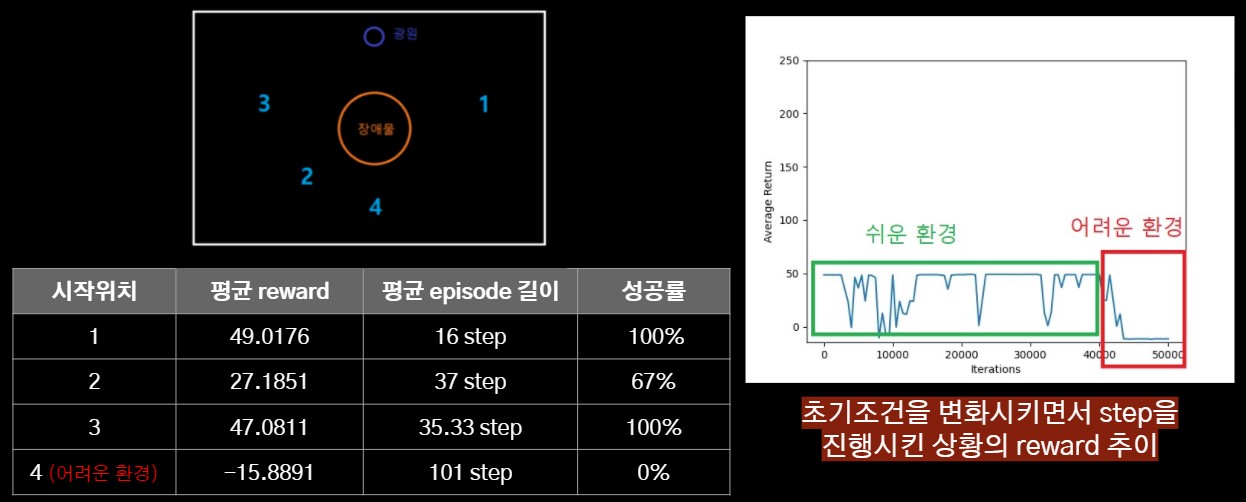 광원
3
1
장애물
2
4
시작위치 평균 reward 평균 episode 길이 성공률
1 49.0176 16 step 100%
2 27.1851 37 step 67%
3 47.0811 35.33 step 100%
4 (어려운 환경) -15.8891 101 step 0%
250
200
150
100
50
0
Average Return
쉬운 환경
어려운 환경
0 10000 20000 30000 40000 50000
Iterations
초기조건을 변화시키면서 step을
진행시킨 상황의 reward 추이